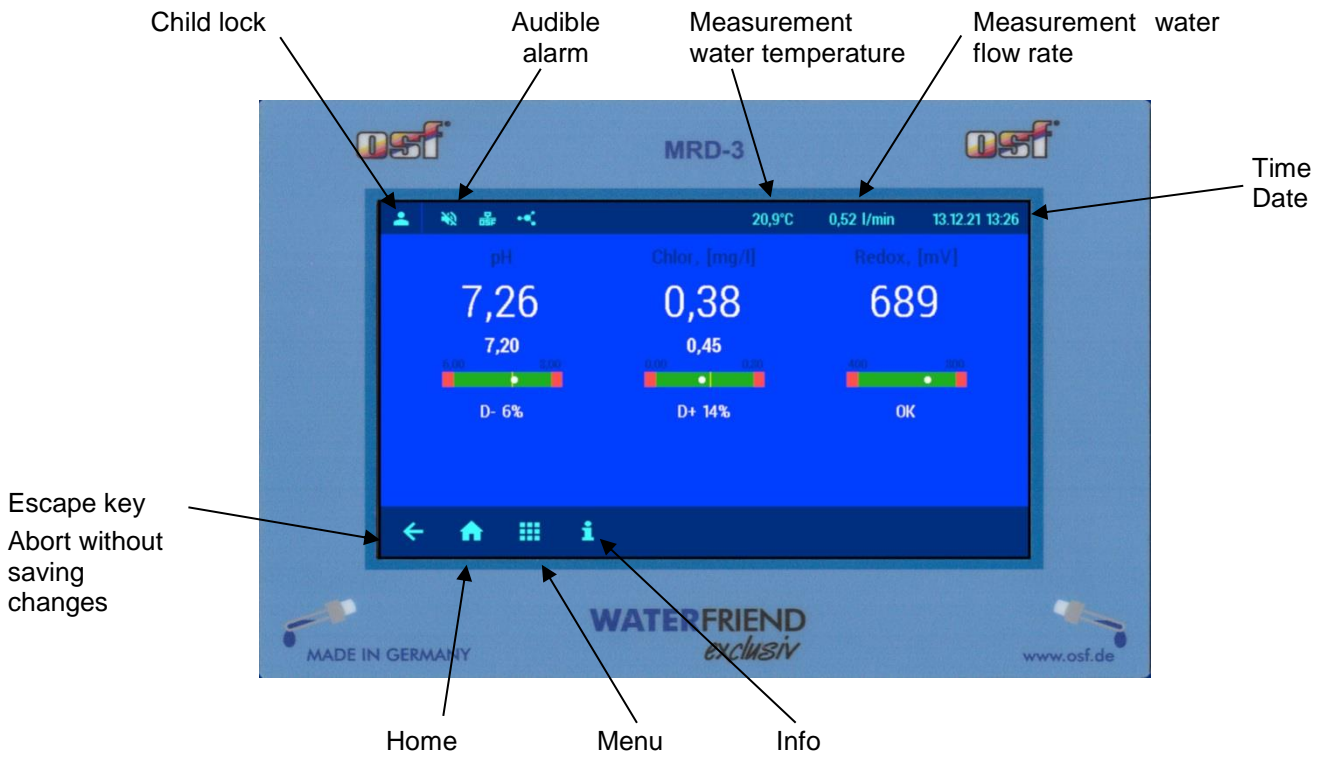 Child lock
Audible
alarm
Measurement
water temperature
Measurement water
flow rate
Time
Date
osf
MRD-3
osf
osf
20,9°C
0,52 l/min
13.12.21 13:26
pH
Chlor, [mg/l]
Redox, [mV]
7,26
0,38
689
7,20
0,45
400
D- 6%
D+ 14%
OK
Escape key
Abort without
saving
changes
WATERFRIEND
exclusiv
MADE IN GERMANY
www.osf.de
Home
Menu
Info